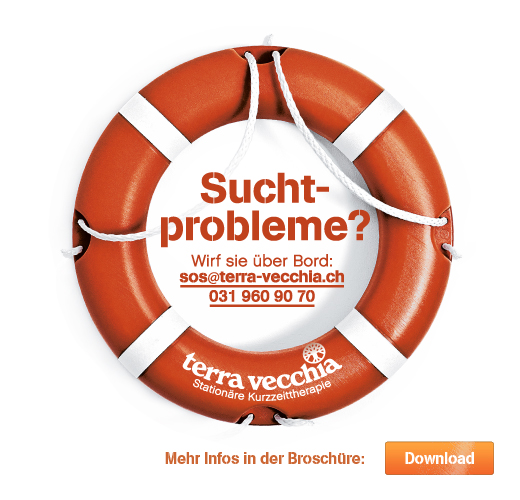 Sucht-
probleme?
Wirf sie über Bord:
sos@terra-vecchia.ch
031 960 90 70
terra vecchia
Stationäre Kurzzeittherapie
Mehr Infos in der Broschüre:
Download